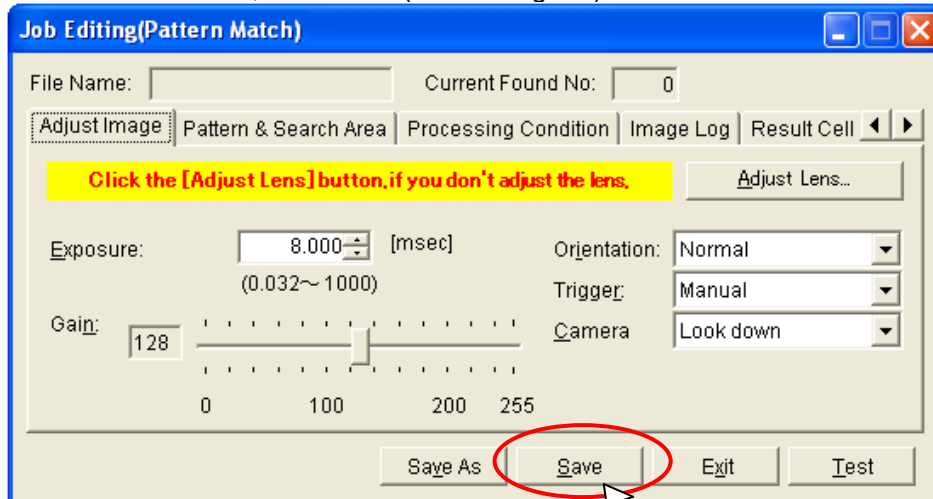 Job Editing(Pattern Match)
File Name: Current Found No: 0
Adjust Image Pattern & Search Area Processing Condition Image Log Result Cell
Click the [Adjust Lens] button, if you don't adjust the lens. Adjust Lens...
Exposure: 8.000 [msec] Orientation: Normal
(0.032~1000) Trigger: Manual
Gain: 128 Camera Look down
0 100 200 255
Save As Save Exit Test